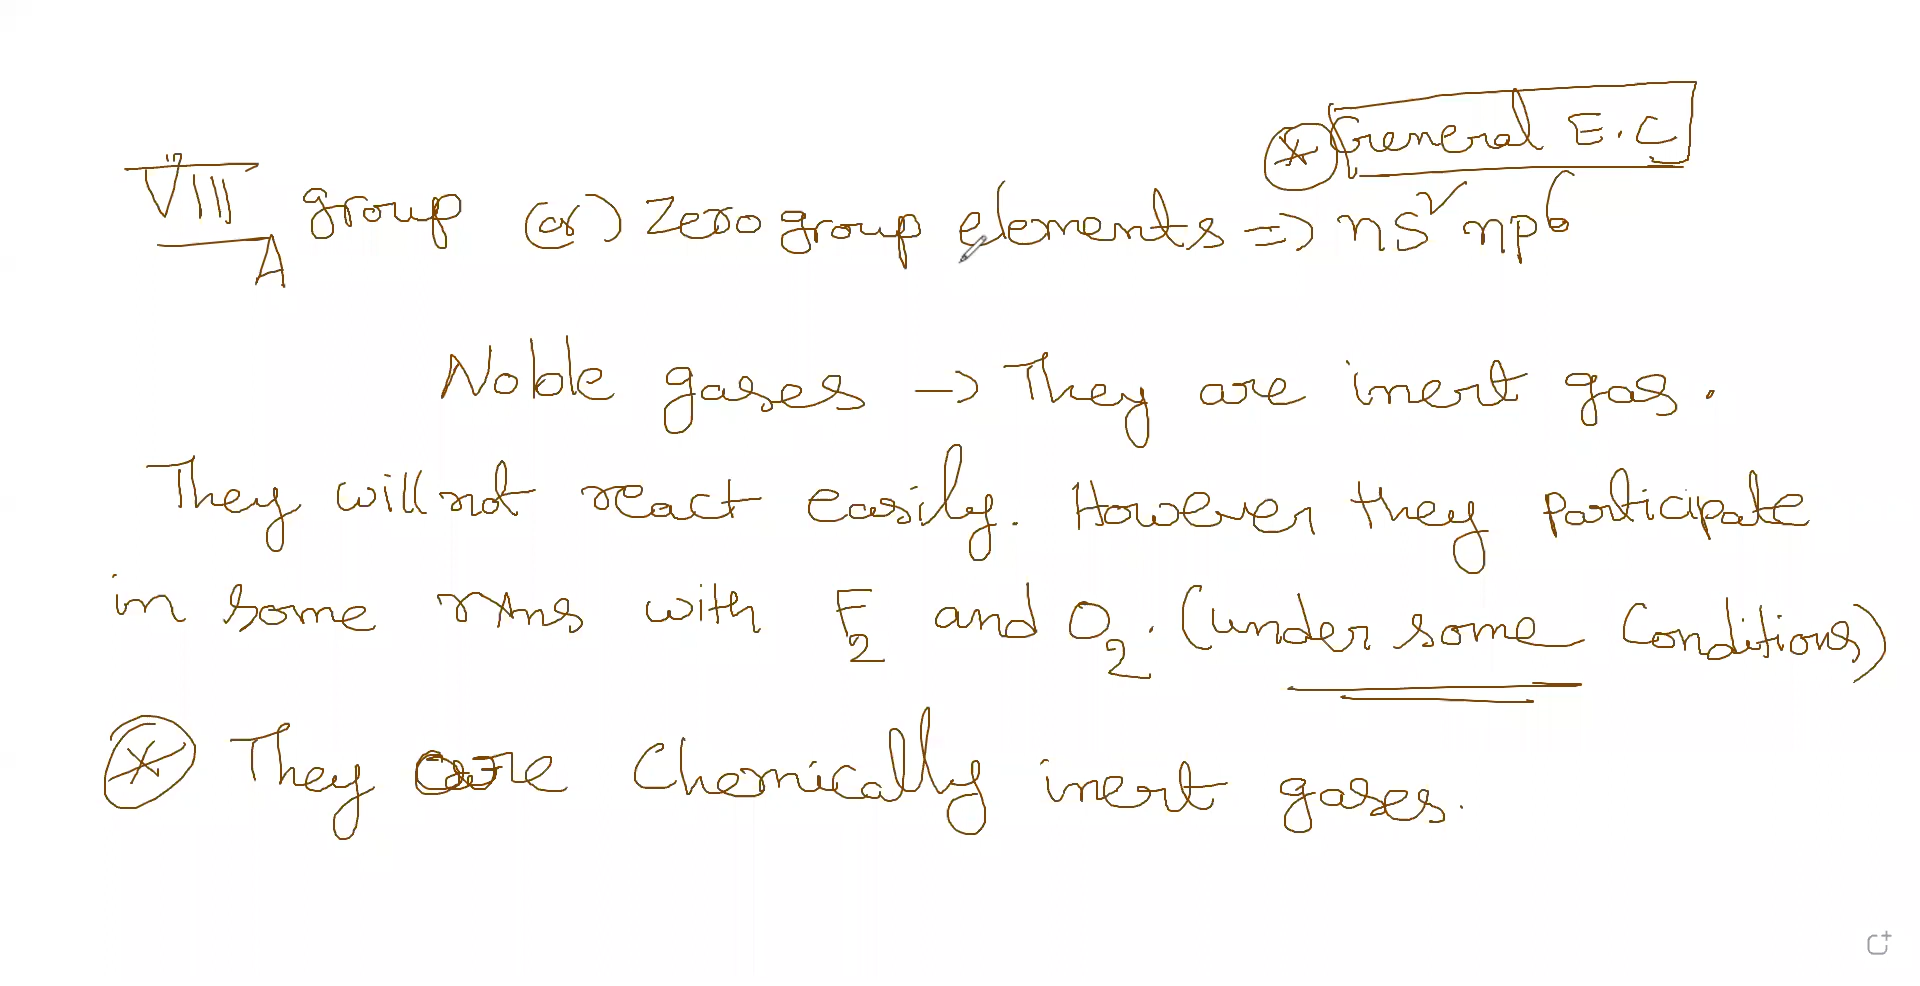 * General E.C
VIII A group (or) Zero group elements => ns² np⁶
Noble gases -> They are inert gas.
They will not react easily. However they participate
in some rxns with F₂ and O₂. (under some Conditions)
* They are Chemically inert gases.